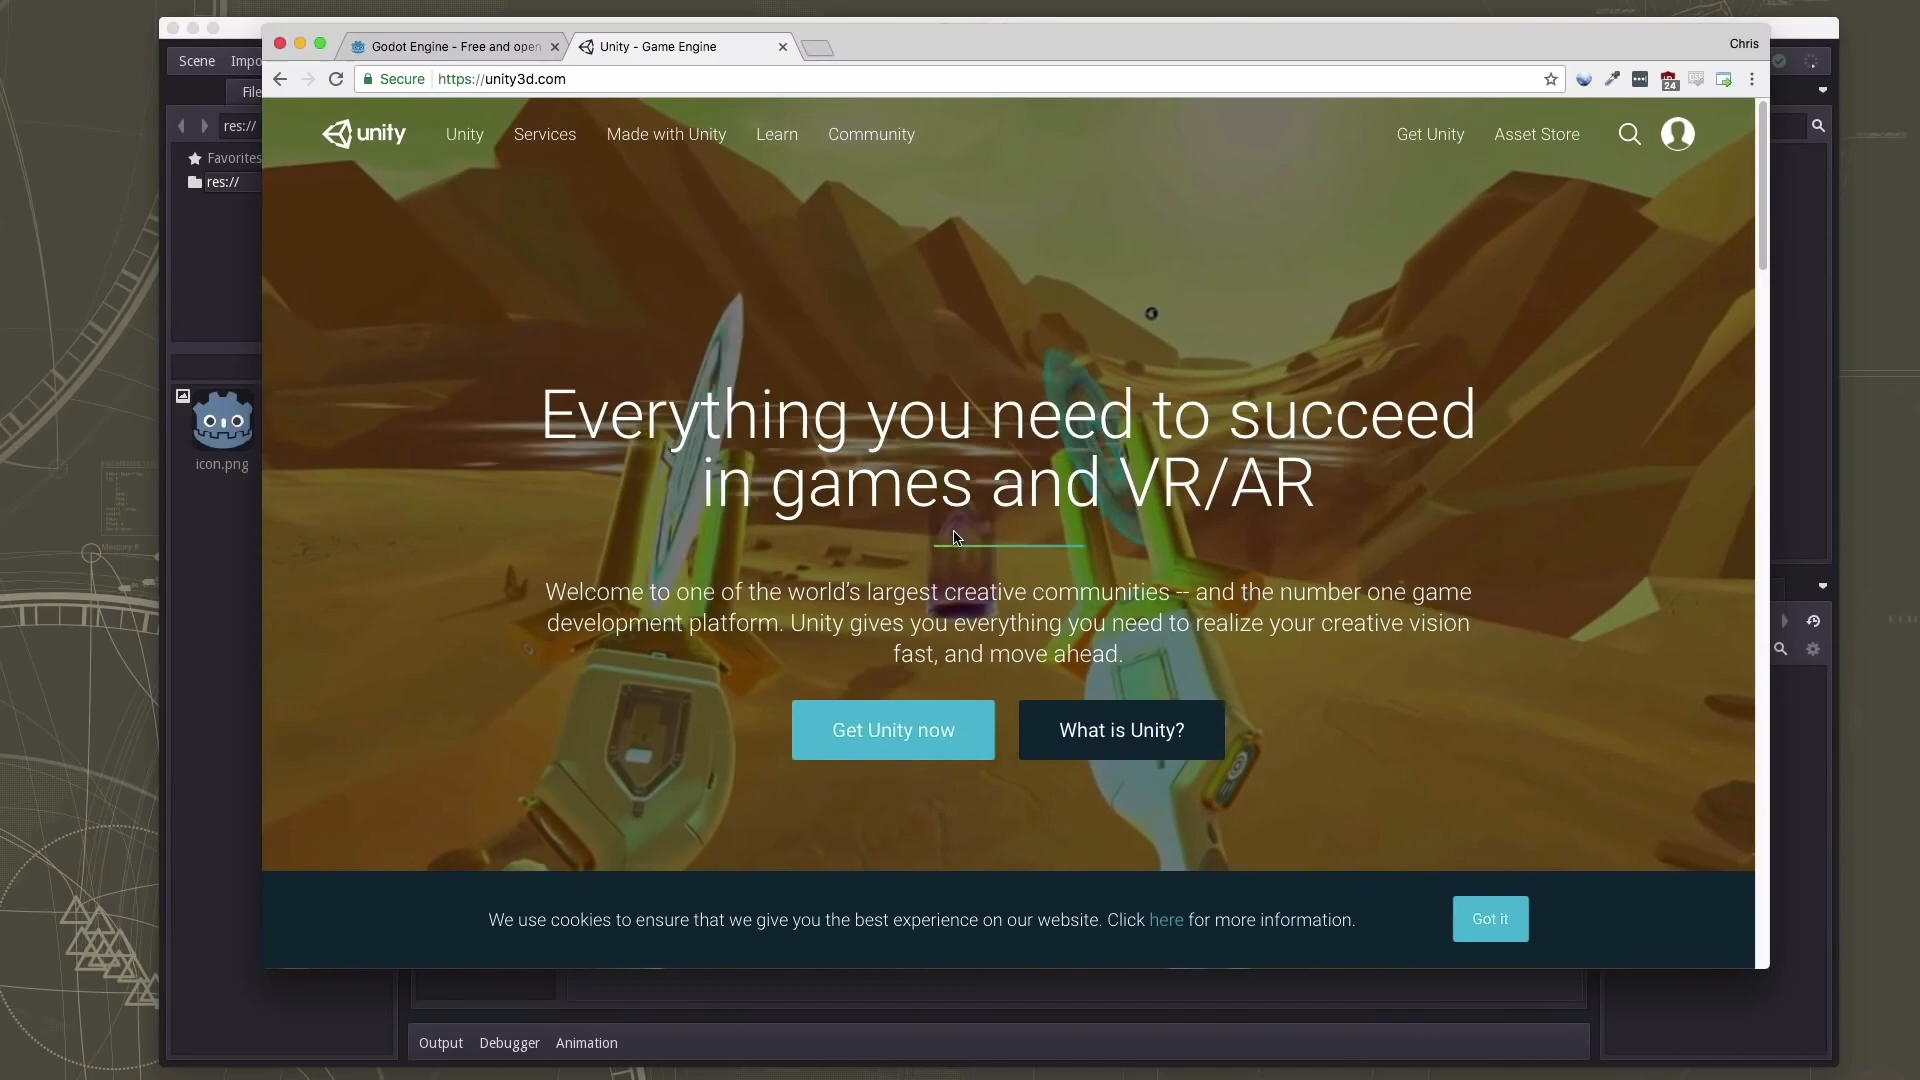 Godot Engine - Free and open
Unity - Game Engine
Chris
Scene
Impo
Secure
https://unity3d.com
24
File
res://
Favorites
res://
icon.png
unity
Unity
Services
Made with Unity
Learn
Community
Get Unity
Asset Store
Everything you need to succeed
in games and VR/AR
Welcome to one of the world’s largest creative communities -- and the number one game
development platform. Unity gives you everything you need to realize your creative vision
fast, and move ahead.
Get Unity now
What is Unity?
We use cookies to ensure that we give you the best experience on our website. Click here for more information.
Got it
Output
Debugger
Animation